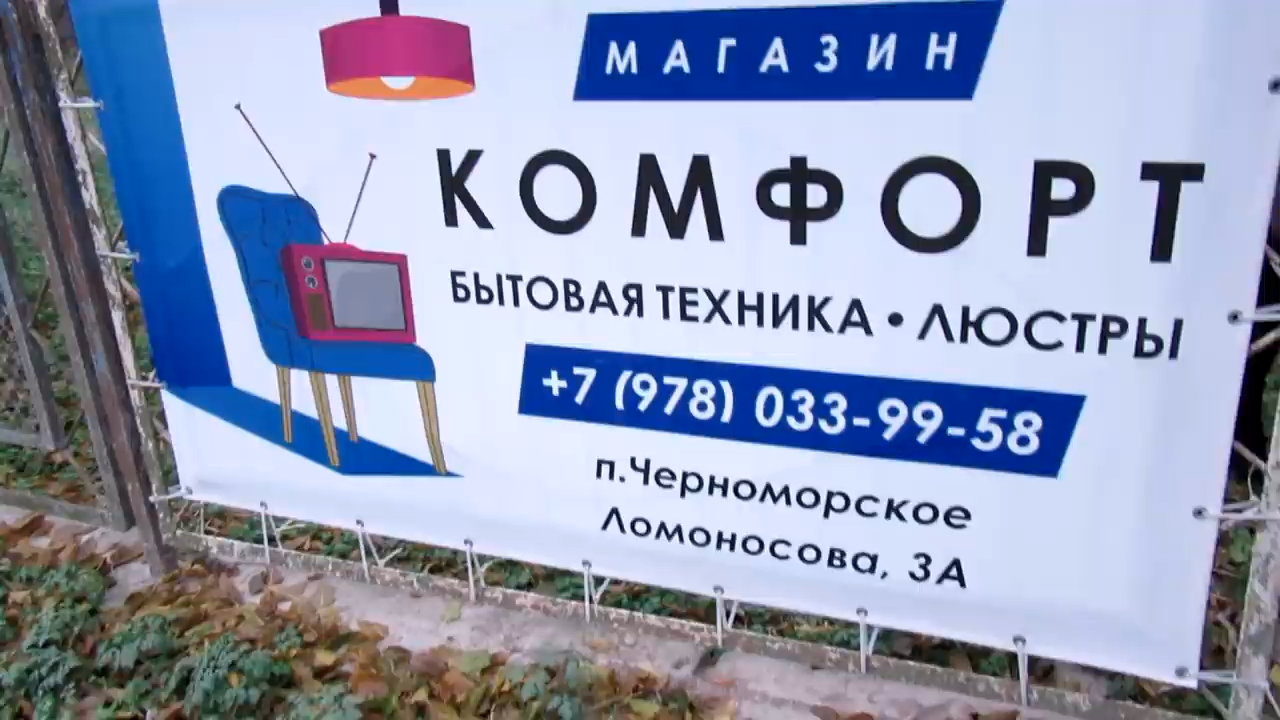 МАГАЗИН
КОМФОРТ
БЫТОВАЯ ТЕХНИКА • ЛЮСТРЫ
+7 (978) 033-99-58
п.Черноморское
Ломоносова, 3А